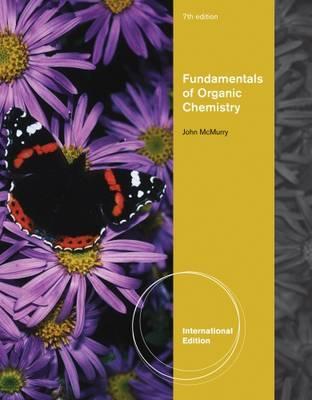 7th edition
Fundamentals
of Organic
Chemistry
John McMurry
International
Edition